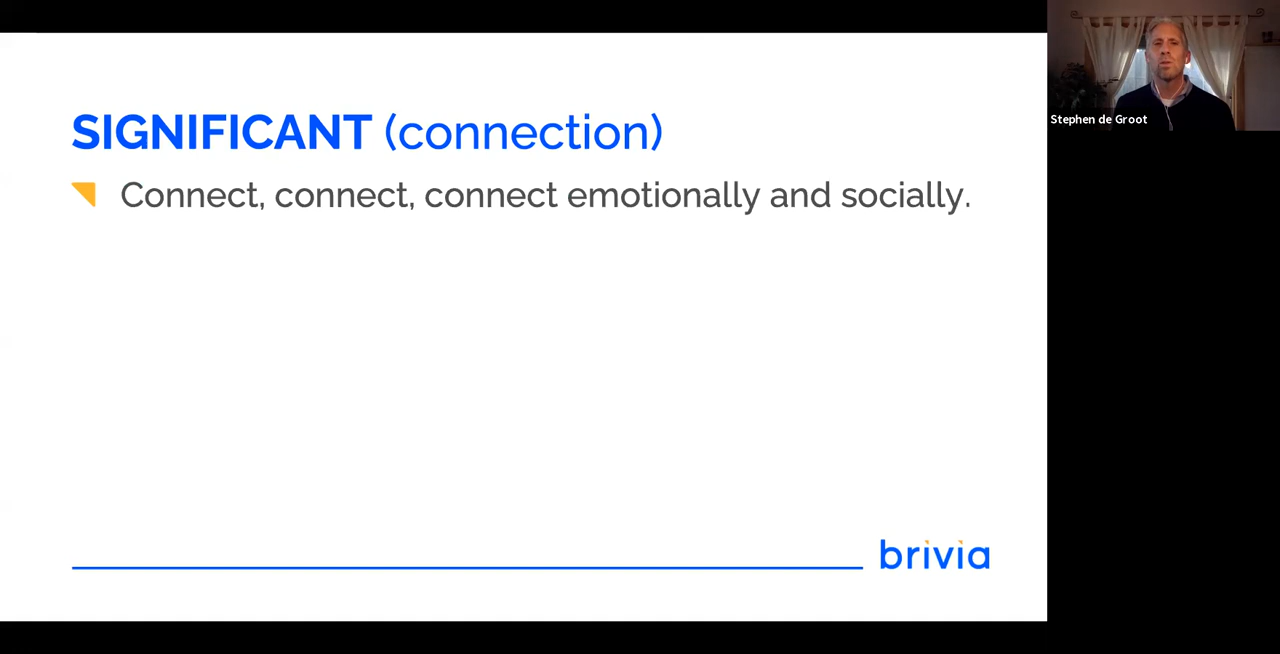 SIGNIFICANT (connection)
Connect, connect, connect emotionally and socially.
brivia
Stephen de Groot